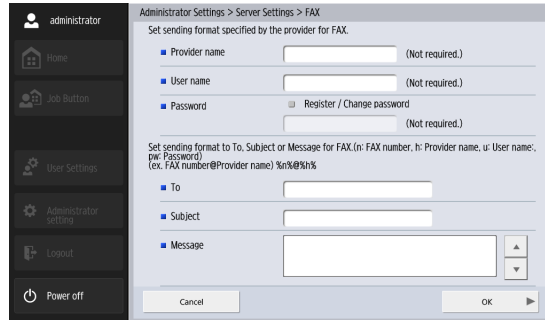 administrator
Home
Job Button
User Settings
Administrator
setting
Logout
Power off
Administrator Settings > Server Settings > FAX
Set sending format specified by the provider for FAX.
Provider name (Not required.)
User name (Not required.)
Password Register / Change password
(Not required.)
Set sending format to To, Subject or Message for FAX.(n: FAX number, h: Provider name, u: User name:,
pw: Password)
(ex. FAX number@Provider name) %n%@%h%
To
Subject
Message
Cancel OK